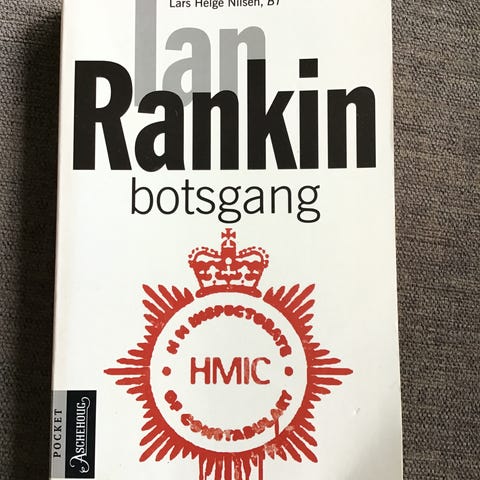 Lars Helge Nilsen, BT
Ian
Rankin
botsgang
H M INSPECTORATE
HMIC
OF CONSTABULARY
POCKET
ASCHEHOUG